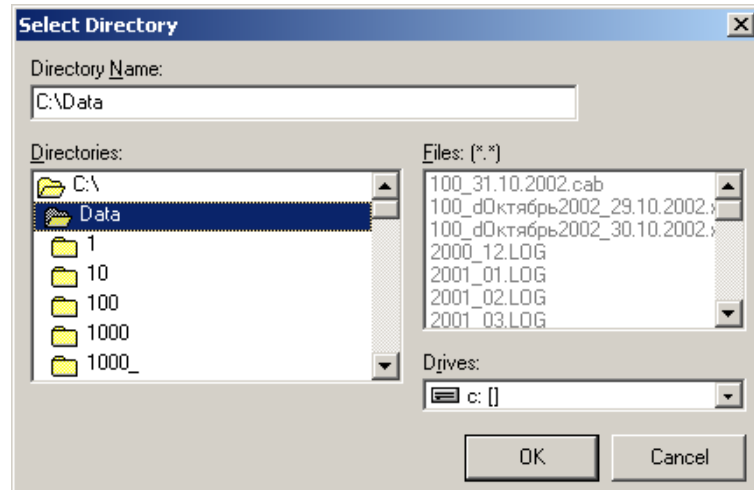 Select Directory
Directory Name:
C:\Data
Directories:
C:\
Data
1
10
100
1000
1000_
Files: (*.*)
100_31.10.2002.cab
100_dОктябрь2002_29.10.2002.
100_dОктябрь2002_30.10.2002.
2000_12.LOG
2001_01.LOG
2001_02.LOG
2001_03.LOG
Drives:
c: []
OK
Cancel